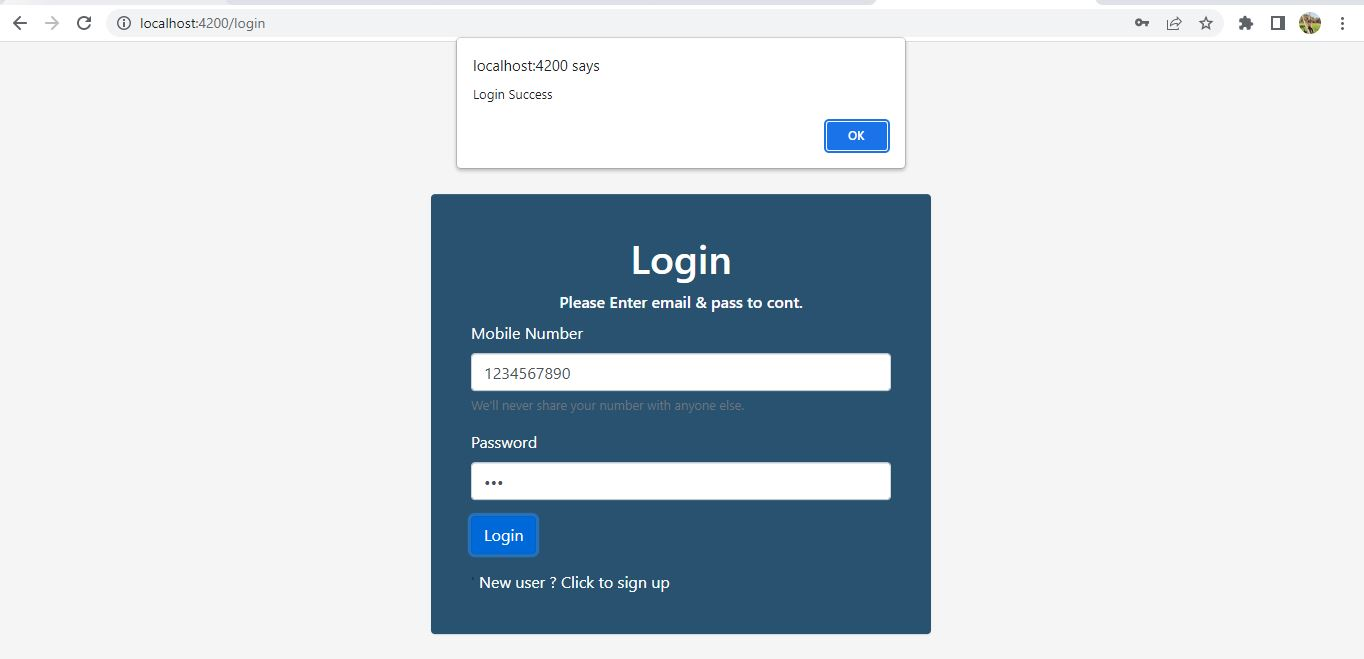 localhost:4200/login
localhost:4200 says
Login Success
OK
Login
Please Enter email & pass to cont.
Mobile Number
1234567890
We'll never share your number with anyone else.
Password
•••
Login
' New user ? Click to sign up